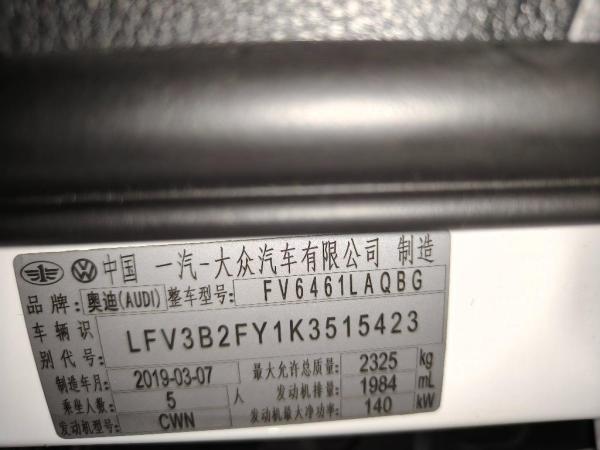 中国 一汽-大众汽车有限公司 制造
品牌: 奥迪(AUDI) 整车型号: FV6461LAQBG
车辆识别代号: LFV3B2FY1K3515423
制造年月: 2019-03-07 最大允许总质量: 2325 kg
乘坐人数: 5 人 发动机排量: 1984 mL
发动机型号: CWN 发动机最大净功率: 140 kW